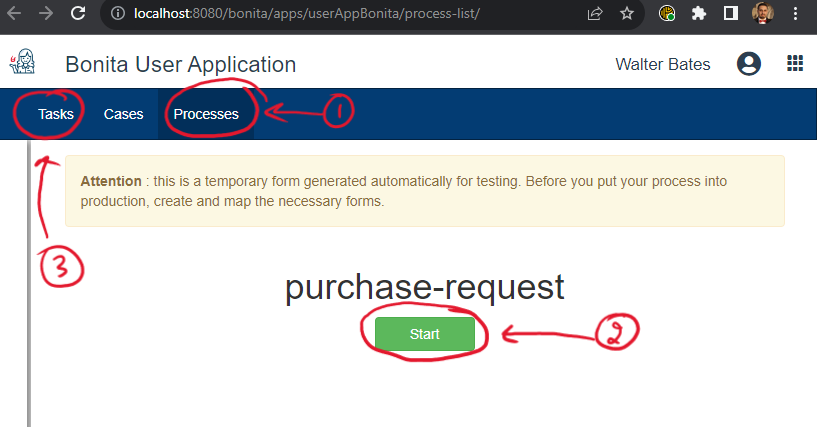 localhost:8080/bonita/apps/userAppBonita/process-list/
Bonita User Application
Walter Bates
Tasks
Cases
Processes
1
Attention : this is a temporary form generated automatically for testing. Before you put your process into
production, create and map the necessary forms.
3
purchase-request
Start
2